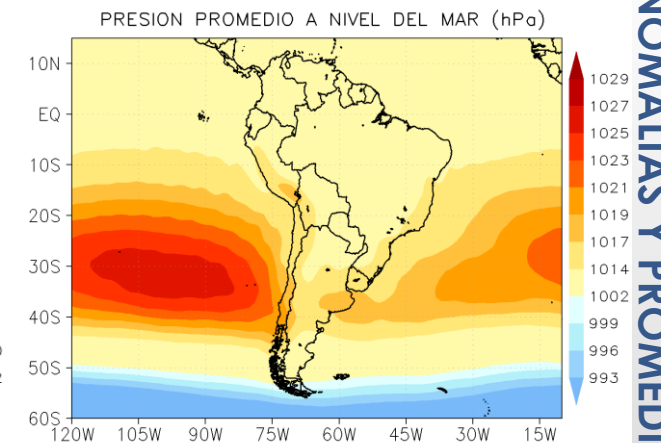 PRESION PROMEDIO A NIVEL DEL MAR (hPa)
10N
EQ
10S
20S
30S
40S
50S
60S
120W 105W 90W 75W 60W 45W 30W 15W
1029
1027
1025
1023
1021
1019
1017
1014
1002
999
996
993
NOMALIAS Y PROMEDI